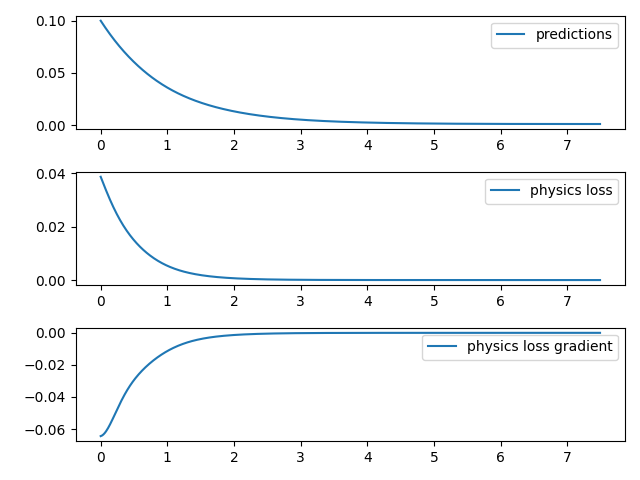 0.10
0.05
0.00
predictions
0 1 2 3 4 5 6 7
0.04
0.02
0.00
physics loss
0 1 2 3 4 5 6 7
0.00
−0.02
−0.04
−0.06
physics loss gradient
0 1 2 3 4 5 6 7